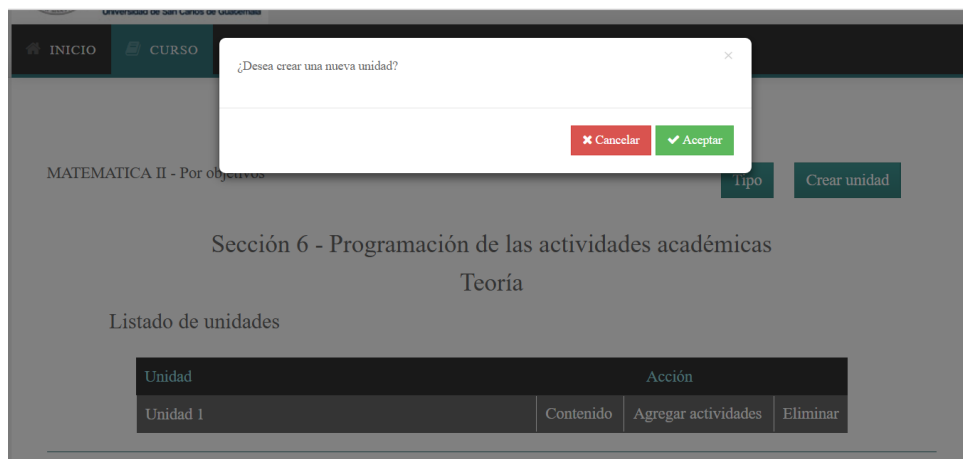 Universidad de San Carlos de Guatemala
INICIO
CURSO
¿Desea crear una nueva unidad?
×
Cancelar
Aceptar
MATEMATICA II - Por objetivos
Tipo
Crear unidad
Sección 6 - Programación de las actividades académicas
Teoría
Listado de unidades
Unidad Acción
Unidad 1 Contenido Agregar actividades Eliminar